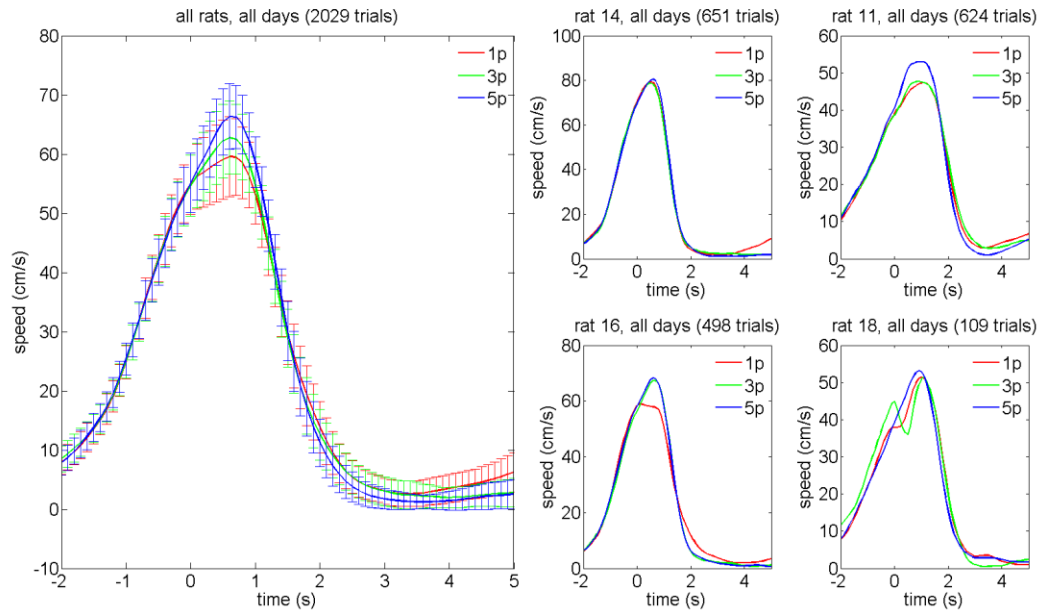 all rats, all days (2029 trials)
80
70
60
50
40
30
20
10
0
-10
speed (cm/s)
1p
3p
5p
-2
-1
0
1
2
3
4
5
time (s)
rat 14, all days (651 trials)
100
80
60
40
20
0
speed (cm/s)
1p
3p
5p
-2
0
2
4
time (s)
rat 11, all days (624 trials)
60
50
40
30
20
10
0
speed (cm/s)
1p
3p
5p
-2
0
2
4
time (s)
rat 16, all days (498 trials)
80
60
40
20
0
speed (cm/s)
1p
3p
5p
-2
0
2
4
time (s)
rat 18, all days (109 trials)
60
50
40
30
20
10
0
speed (cm/s)
1p
3p
5p
-2
0
2
4
time (s)